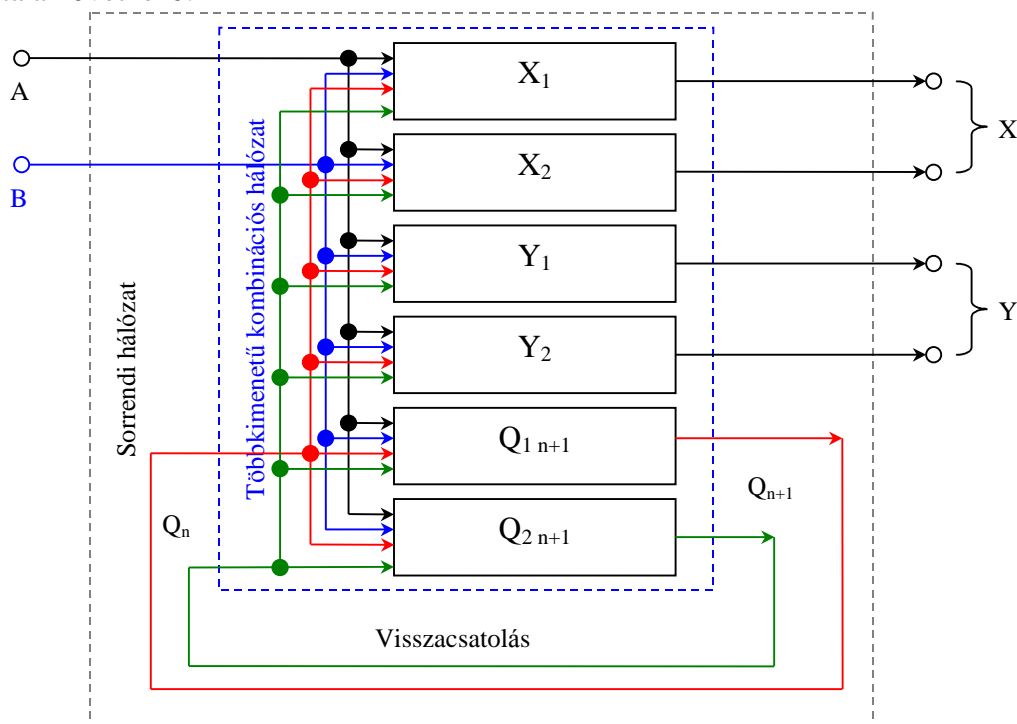 A
B
Sorrendi hálózat
Többkimenetű kombinációs hálózat
X1
X2
Y1
Y2
Q1 n+1
Q2 n+1
X
Y
Qn
Qn+1
Visszacsatolás